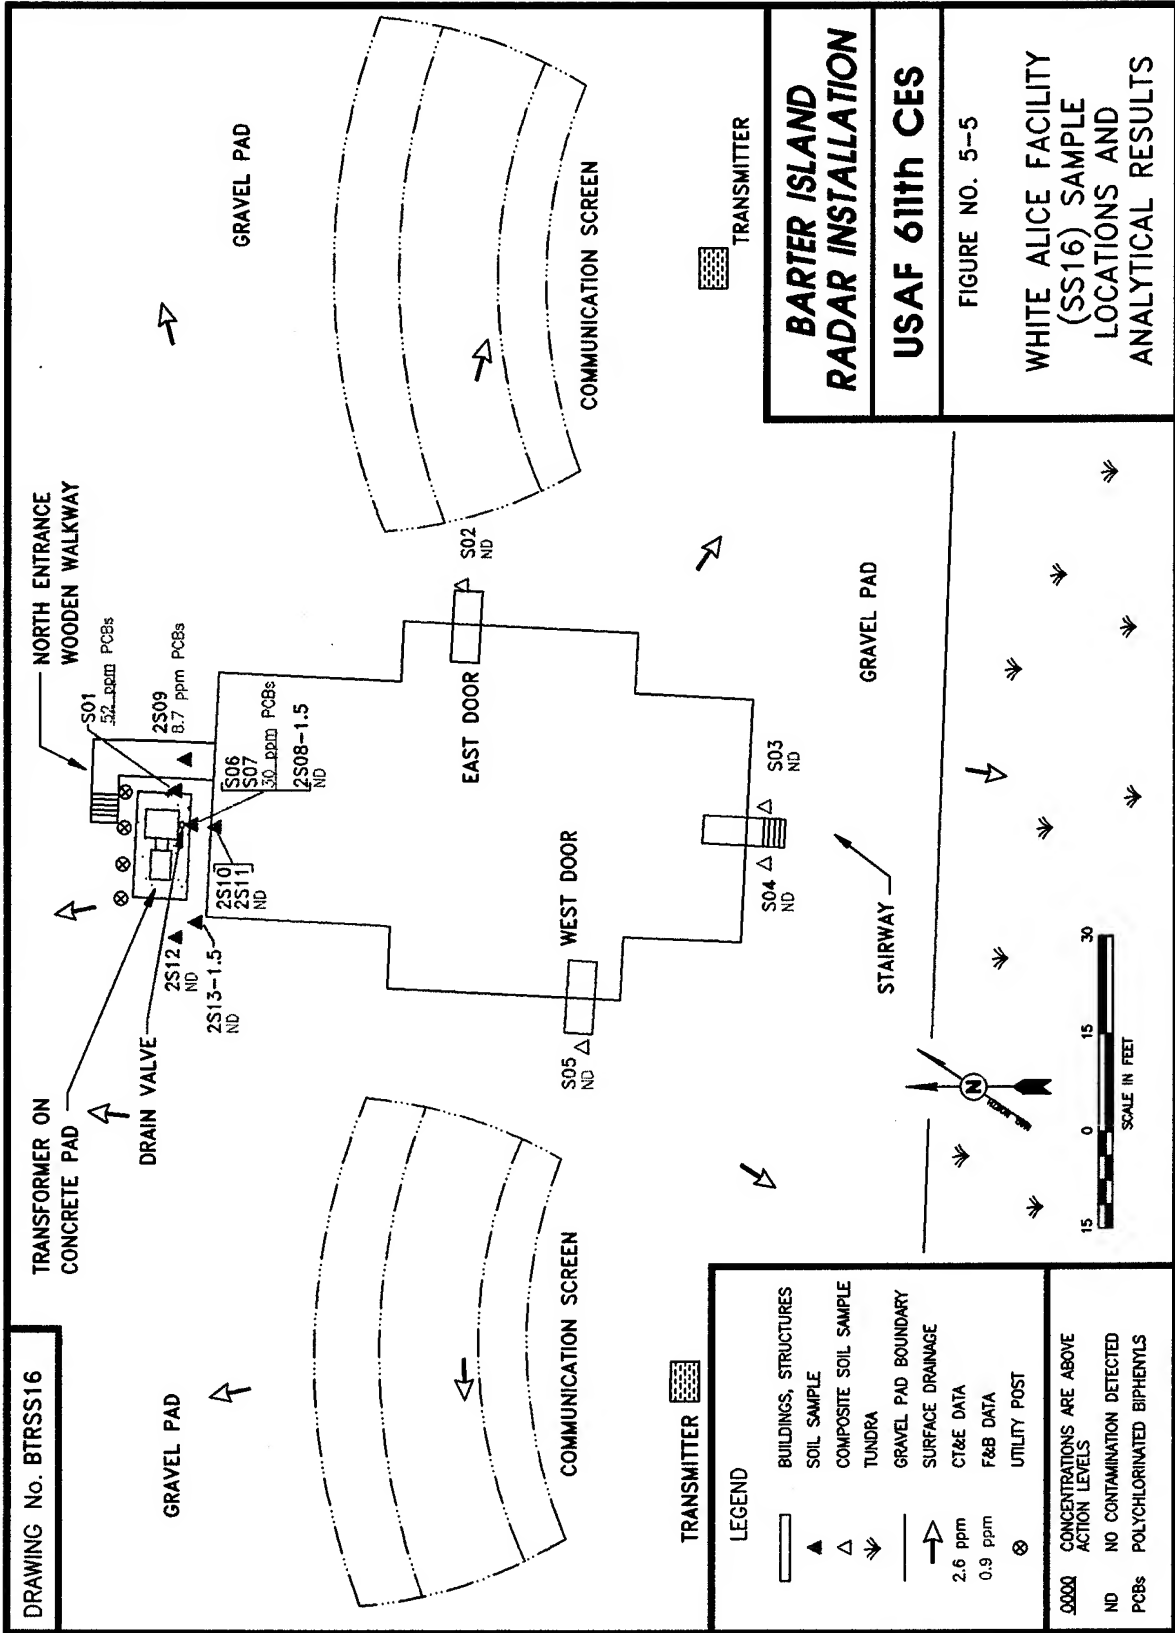 DRAWING No. BTRSS16
TRANSFORMER ON
CONCRETE PAD
DRAIN VALVE
NORTH ENTRANCE
WOODEN WALKWAY
S01
52 ppm PCBs
2S09
8.7 ppm PCBs
S06
S07
30 ppm PCBs
2S08-1.5
ND
2S10
2S11
ND
2S12
ND
2S13-1.5
ND
GRAVEL PAD
GRAVEL PAD
COMMUNICATION SCREEN
COMMUNICATION SCREEN
TRANSMITTER
TRANSMITTER
S02
ND
EAST DOOR
WEST DOOR
S05
ND
S04
ND
S03
ND
STAIRWAY
GRAVEL PAD
N
MAG. NORTH
15
0
15
30
SCALE IN FEET
LEGEND
BUILDINGS, STRUCTURES
SOIL SAMPLE
COMPOSITE SOIL SAMPLE
TUNDRA
GRAVEL PAD BOUNDARY
SURFACE DRAINAGE
2.6 ppm CT&E DATA
0.9 ppm F&B DATA
UTILITY POST
0000 CONCENTRATIONS ARE ABOVE
ACTION LEVELS
ND NO CONTAMINATION DETECTED
PCBs POLYCHLORINATED BIPHENYLS
BARTER ISLAND
RADAR INSTALLATION
USAF 611th CES
FIGURE NO. 5-5
WHITE ALICE FACILITY
(SS16) SAMPLE
LOCATIONS AND
ANALYTICAL RESULTS